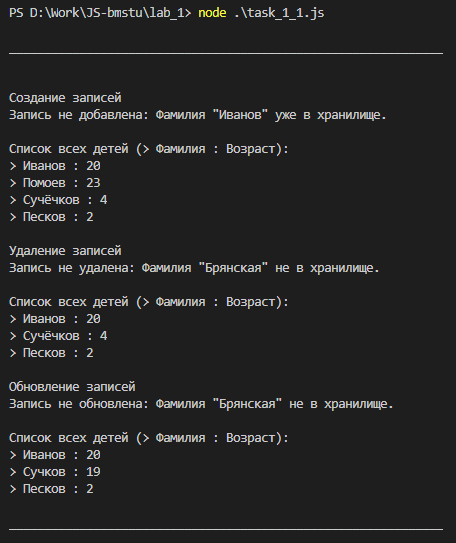 PS D:\Work\JS-bmstu\lab_1> node .\task_1_1.js
Создание записей
Запись не добавлена: Фамилия "Иванов" уже в хранилище.
Список всех детей (> Фамилия : Возраст):
> Иванов : 20
> Помоев : 23
> Сучёчков : 4
> Песков : 2
Удаление записей
Запись не удалена: Фамилия "Брянская" не в хранилище.
Список всех детей (> Фамилия : Возраст):
> Иванов : 20
> Сучёчков : 4
> Песков : 2
Обновление записей
Запись не обновлена: Фамилия "Брянская" не в хранилище.
Список всех детей (> Фамилия : Возраст):
> Иванов : 20
> Сучков : 19
> Песков : 2